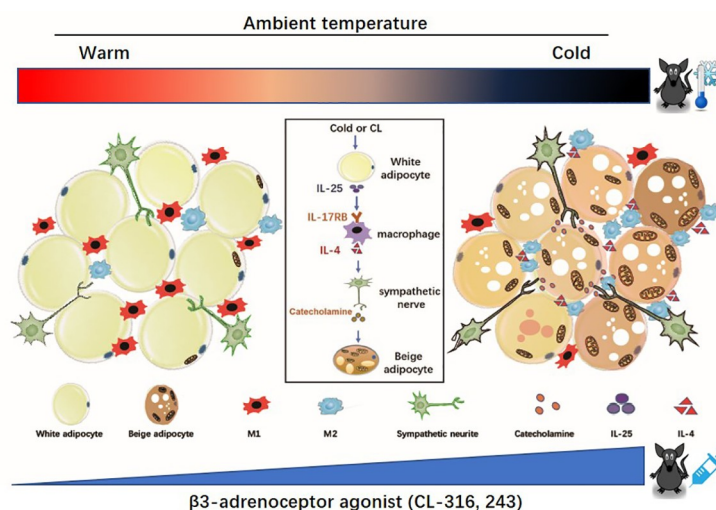 Ambient temperature
Warm
Cold
Cold or CL
White
adipocyte
IL-25
IL-17RB
macrophage
IL-4
sympathetic
nerve
Catecholamine
Beige
adipocyte
White adipocyte
Beige adipocyte
M1
M2
Sympathetic neurite
Catecholamine
IL-25
IL-4
β3-adrenoceptor agonist (CL-316, 243)